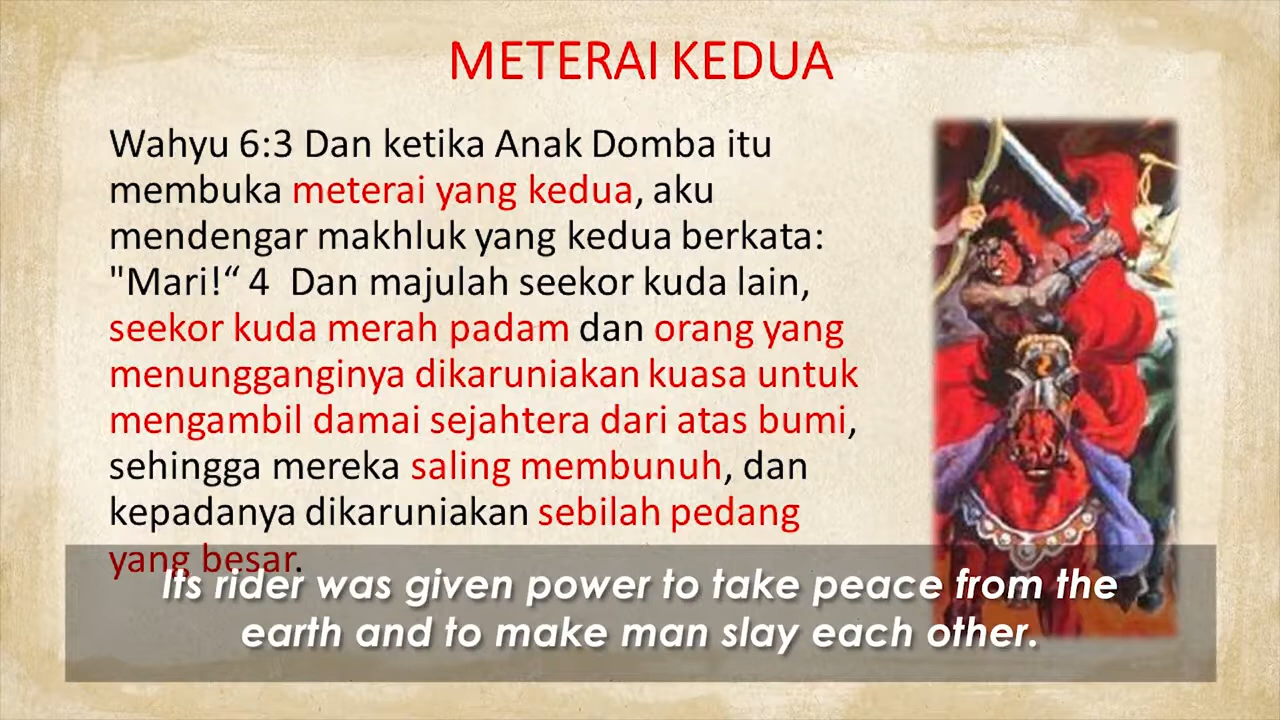 METERAI KEDUA
Wahyu 6:3 Dan ketika Anak Domba itu
membuka meterai yang kedua, aku
mendengar makhluk yang kedua berkata:
"Mari!“ 4  Dan majulah seekor kuda lain,
seekor kuda merah padam dan orang yang
menungganginya dikaruniakan kuasa untuk
mengambil damai sejahtera dari atas bumi,
sehingga mereka saling membunuh, dan
kepadanya dikaruniakan sebilah pedang
yang besar.
Its rider was given power to take peace from the
earth and to make man slay each other.